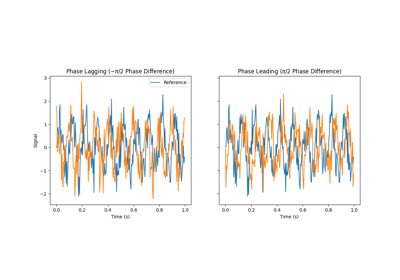 Phase Lagging (−π/2 Phase Difference)
Reference
Signal
3
2
1
0
−1
−2
0.0 0.2 0.4 0.6 0.8 1.0
Time (s)
Phase Leading (π/2 Phase Difference)
0.0 0.2 0.4 0.6 0.8 1.0
Time (s)